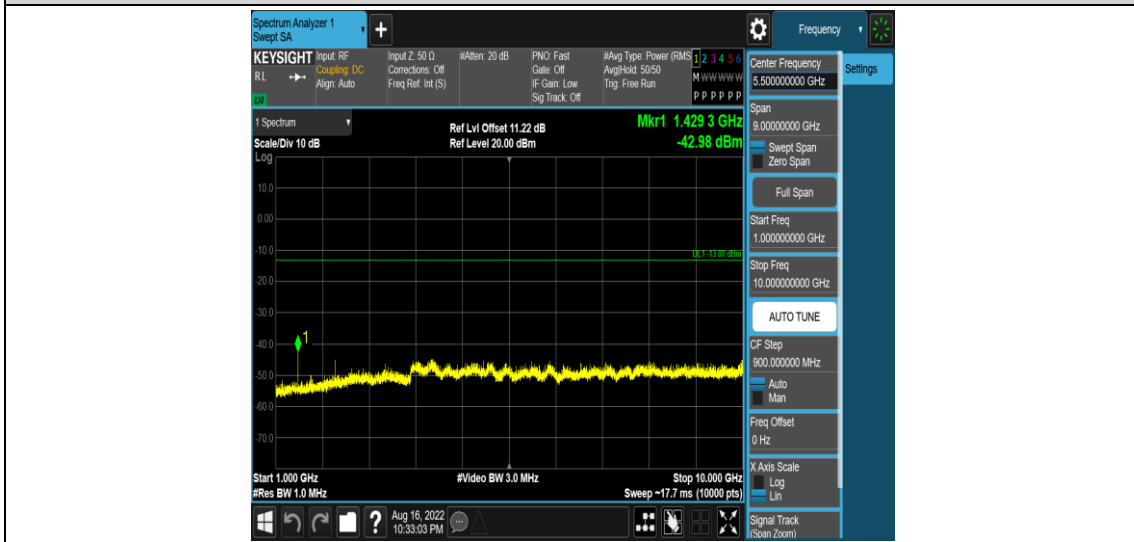 Spectrum Analyzer 1
Swept SA
+
Frequency
KEYSIGHT
RL
Input: RF
Coupling: DC
Align: Auto
Input Z: 50 Ω
Corrections: Off
Freq Ref: Int (S)
#Atten: 20 dB
PNO: Fast
Gate: Off
IF Gain: Low
Sig Track: Off
#Avg Type: Power (RMS
Avg|Hold: 50/50
Trig: Free Run
1 2 3 4 5 6
M W W W W W
P P P P P P
1 Spectrum
Scale/Div 10 dB
Log
Ref Lvl Offset 11.22 dB
Ref Level 20.00 dBm
Mkr1 1.429 3 GHz
-42.98 dBm
10.0
0.00
-10.0
DL1 -13.00 dBm
-20.0
-30.0
-40.0
1
-50.0
-60.0
-70.0
Start 1.000 GHz
#Res BW 1.0 MHz
#Video BW 3.0 MHz
Stop 10.000 GHz
Sweep ~17.7 ms (10000 pts)
?
Aug 16, 2022
10:33:03 PM
Center Frequency
5.500000000 GHz
Settings
Span
9.00000000 GHz
Swept Span
Zero Span
Full Span
Start Freq
1.000000000 GHz
Stop Freq
10.000000000 GHz
AUTO TUNE
CF Step
900.000000 MHz
Auto
Man
Freq Offset
0 Hz
X Axis Scale
Log
Lin
Signal Track
(Span Zoom)